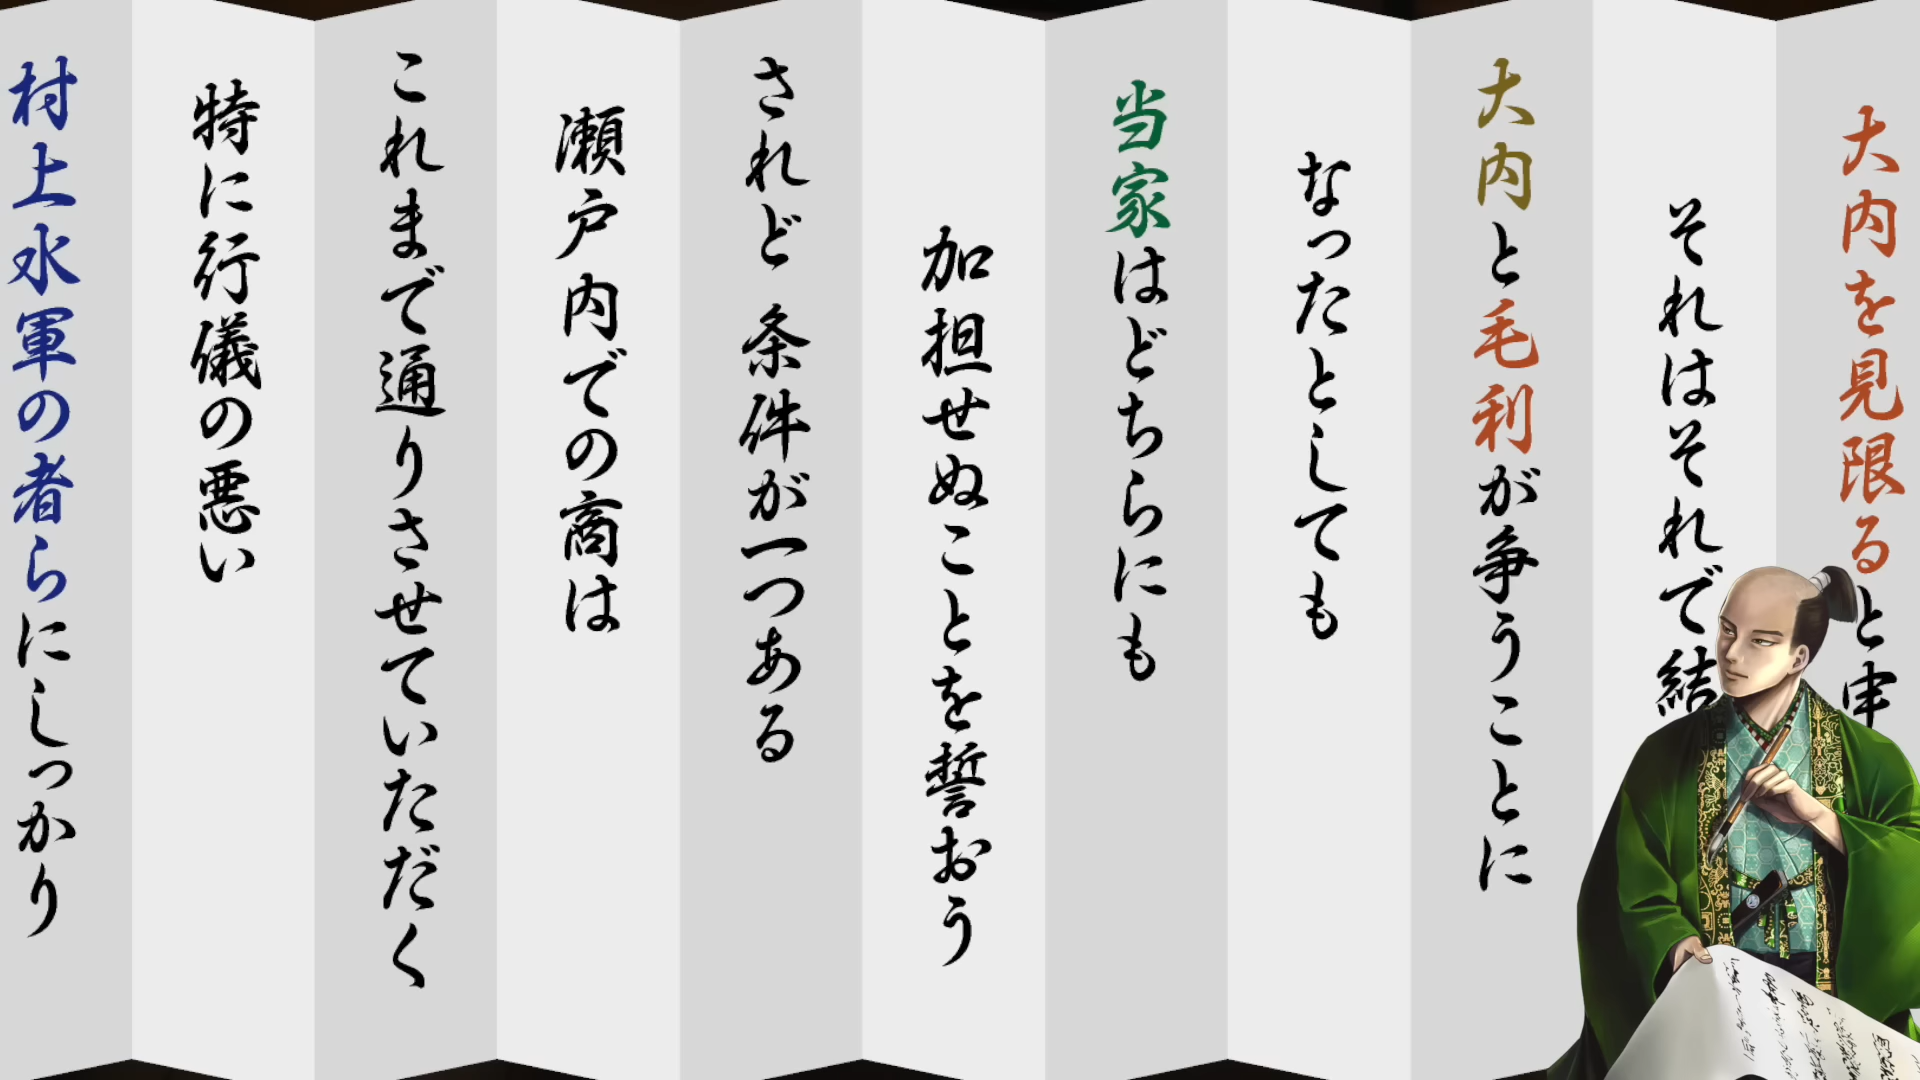 大内を見限ると申
それはそれで結
大内と毛利が争うことに
なったとしても
当家はどちらにも
加担せぬことを誓おう
されど 条件が一つある
瀬戸内での商は
これまで通りさせていただく
特に行儀の悪い
村上水軍の者らにしっかり